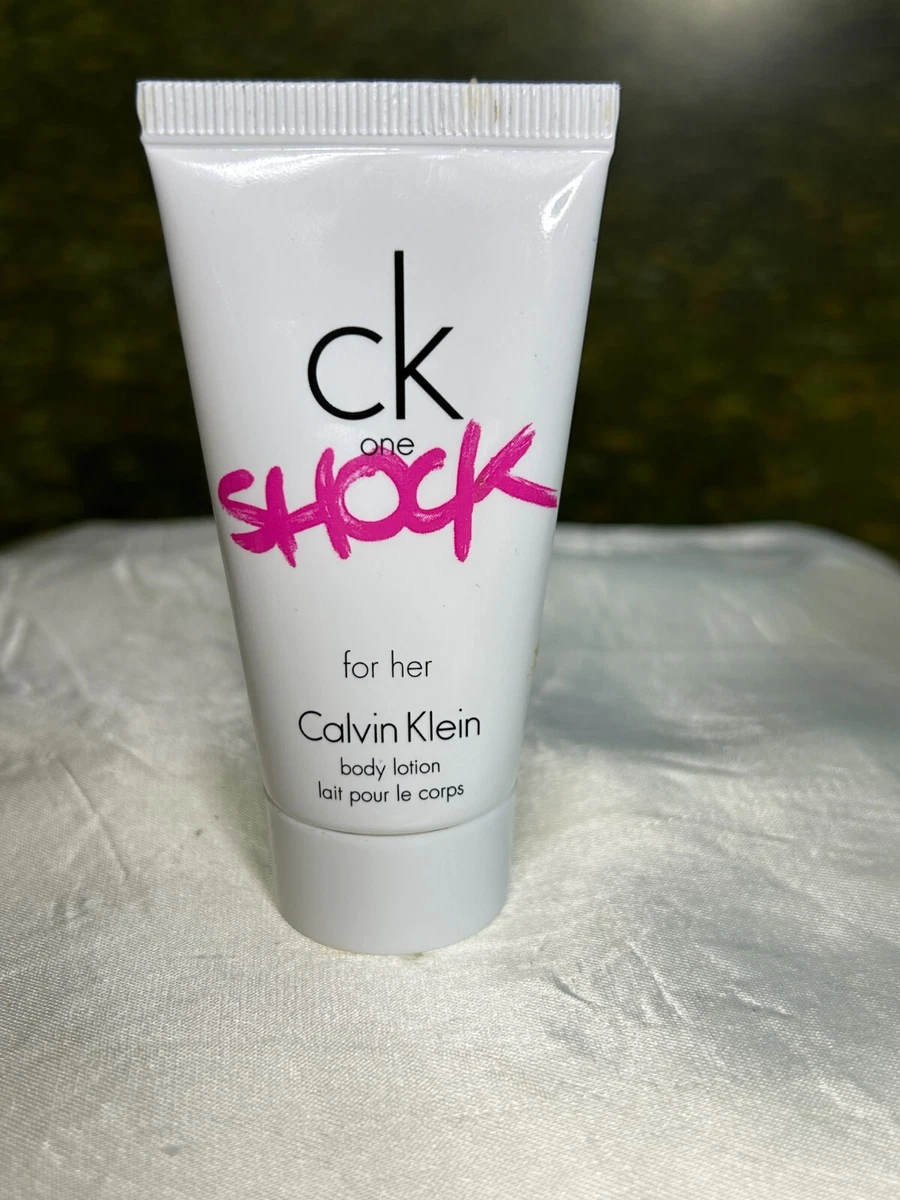 ck
one
SHOCK
for her
Calvin Klein
body lotion
lait pour le corps